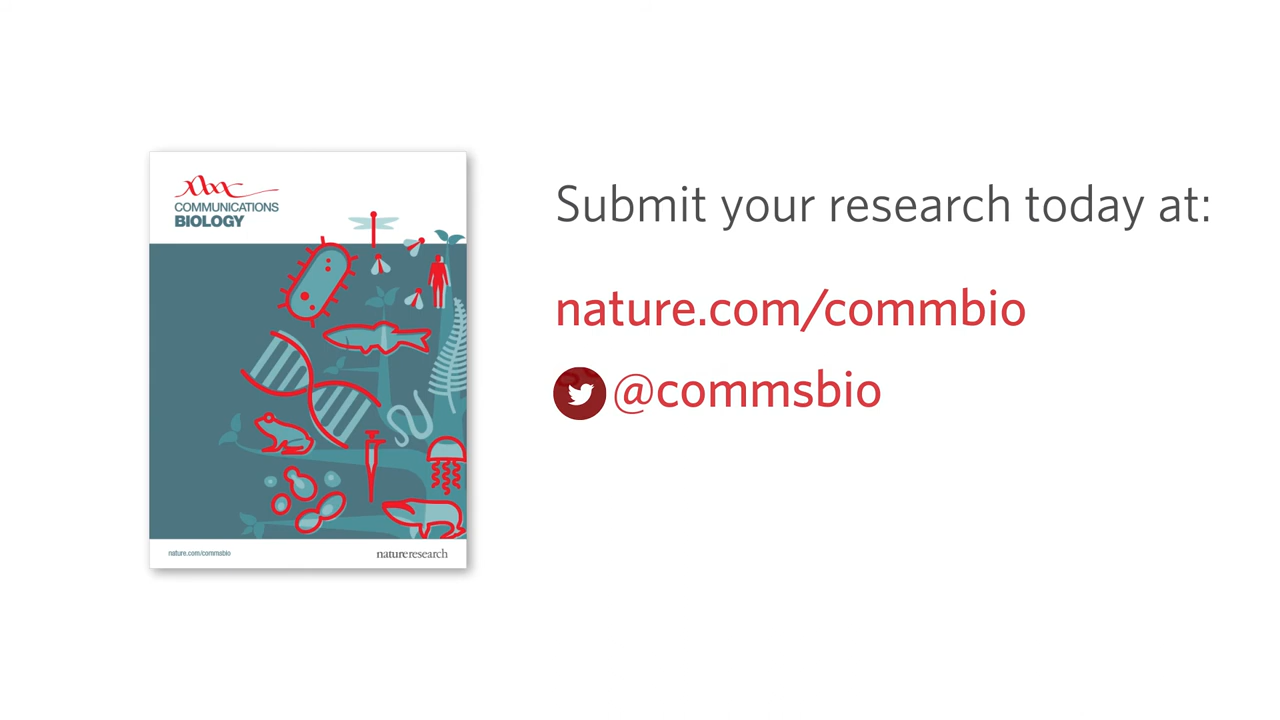 COMMUNICATIONS
BIOLOGY
nature.com/commsbio
natureresearch
Submit your research today at:
nature.com/commbio
@commsbio